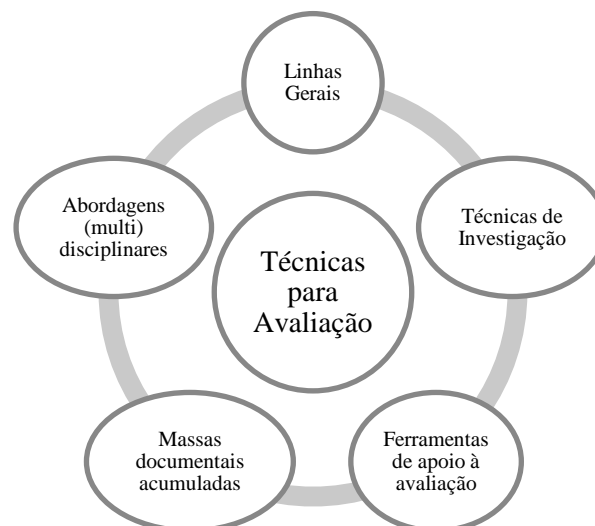 Linhas
Gerais
Técnicas de
Investigação
Ferramentas
de apoio à
avaliação
Massas
documentais
acumuladas
Abordagens
(multi)
disciplinares
Técnicas
para
Avaliação